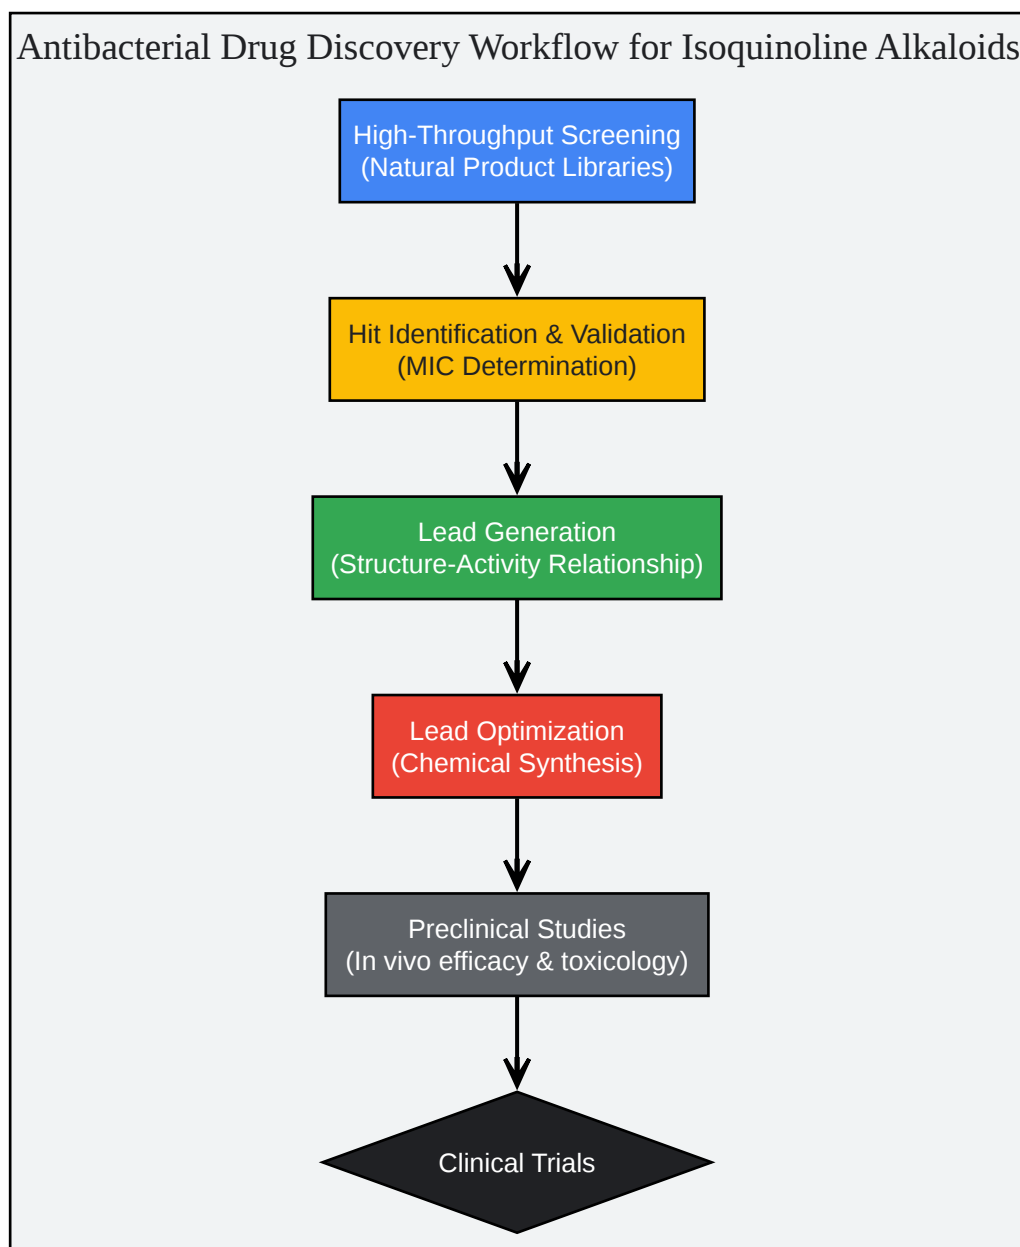 Antibacterial Drug Discovery Workflow for Isoquinoline Alkaloids
High-Throughput Screening
(Natural Product Libraries)
Hit Identification & Validation
(MIC Determination)
Lead Generation
(Structure-Activity Relationship)
Lead Optimization
(Chemical Synthesis)
Preclinical Studies
(In vivo efficacy & toxicology)
Clinical Trials